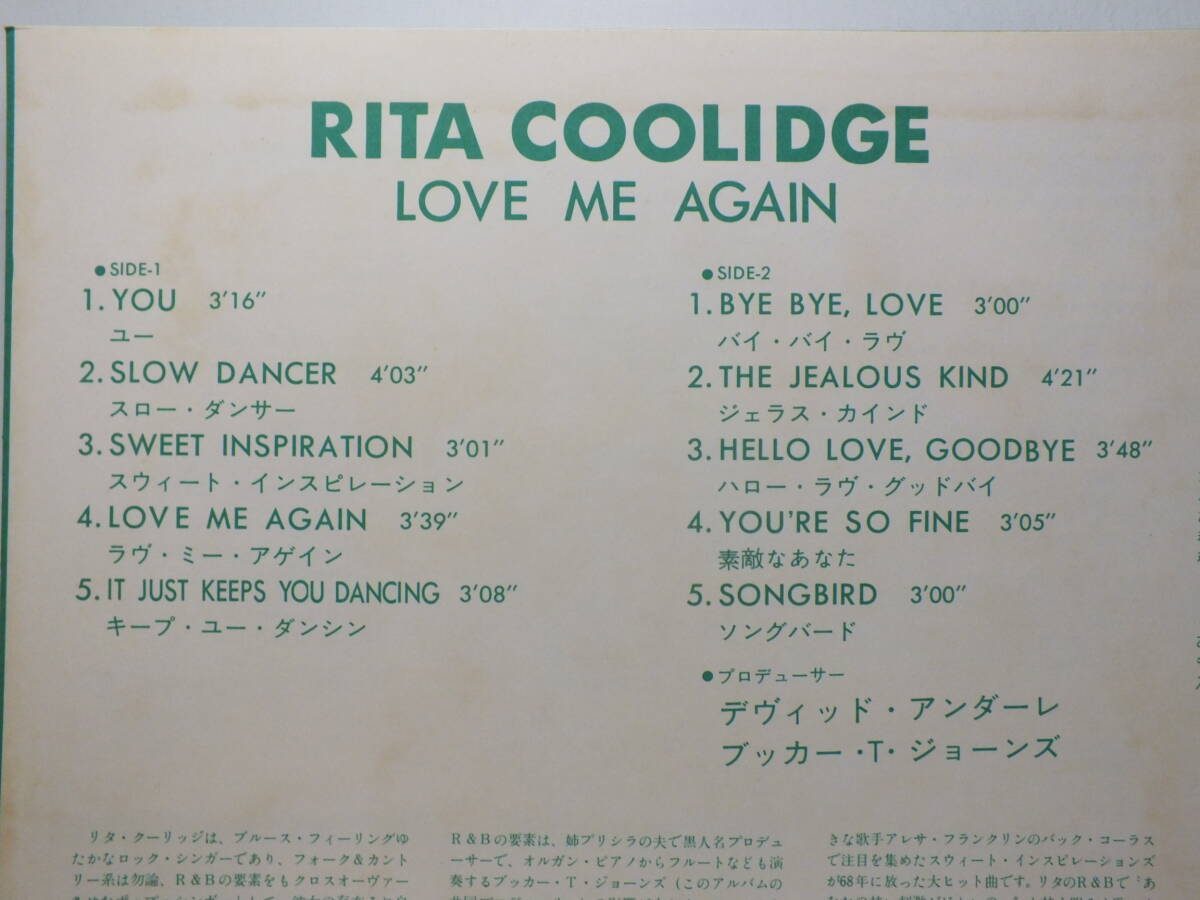 RITA COOLIDGE
LOVE ME AGAIN
●SIDE-1
1. YOU 3′16″
ユー
2. SLOW DANCER 4′03″
スロー・ダンサー
3. SWEET INSPIRATION 3′01″
スウィート・インスピレーション
4. LOVE ME AGAIN 3′39″
ラヴ・ミー・アゲイン
5. IT JUST KEEPS YOU DANCING 3′08″
キープ・ユー・ダンシン
●SIDE-2
1. BYE BYE, LOVE 3′00″
バイ・バイ・ラヴ
2. THE JEALOUS KIND 4′21″
ジェラス・カインド
3. HELLO LOVE, GOODBYE 3′48″
ハロー・ラヴ・グッドバイ
4. YOU'RE SO FINE 3′05″
素敵なあなた
5. SONGBIRD 3′00″
ソングバード
●プロデューサー
デヴィッド・アンダーレ
ブッカー・T・ジョーンズ
リタ・クーリッジは、ブルース・フィーリングゆ
たかなロック・シンガーであり、フォーク&カント
リー系は勿論、R&Bの要素をもクロスオーヴァー
R&Bの要素は、姉プリシラの夫で黒人名プロデュ
ーサーで、オルガン・ピアノからフルートなども演
奏するブッカー・T・ジョーンズ(このアルバムの
きな歌手アレサ・フランクリンのバック・コーラス
で注目を集めたスウィート・インスピレーションズ
が'68年に放った大ヒット曲です。リタのR&Bで“あ